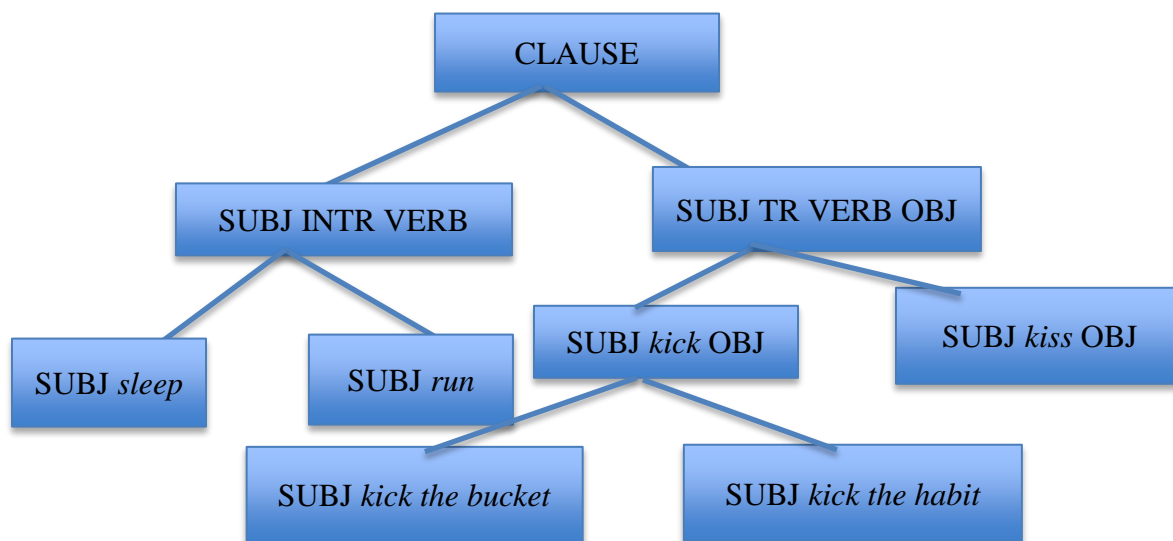 CLAUSE
SUBJ INTR VERB
SUBJ TR VERB OBJ
SUBJ sleep
SUBJ run
SUBJ kick OBJ
SUBJ kiss OBJ
SUBJ kick the bucket
SUBJ kick the habit